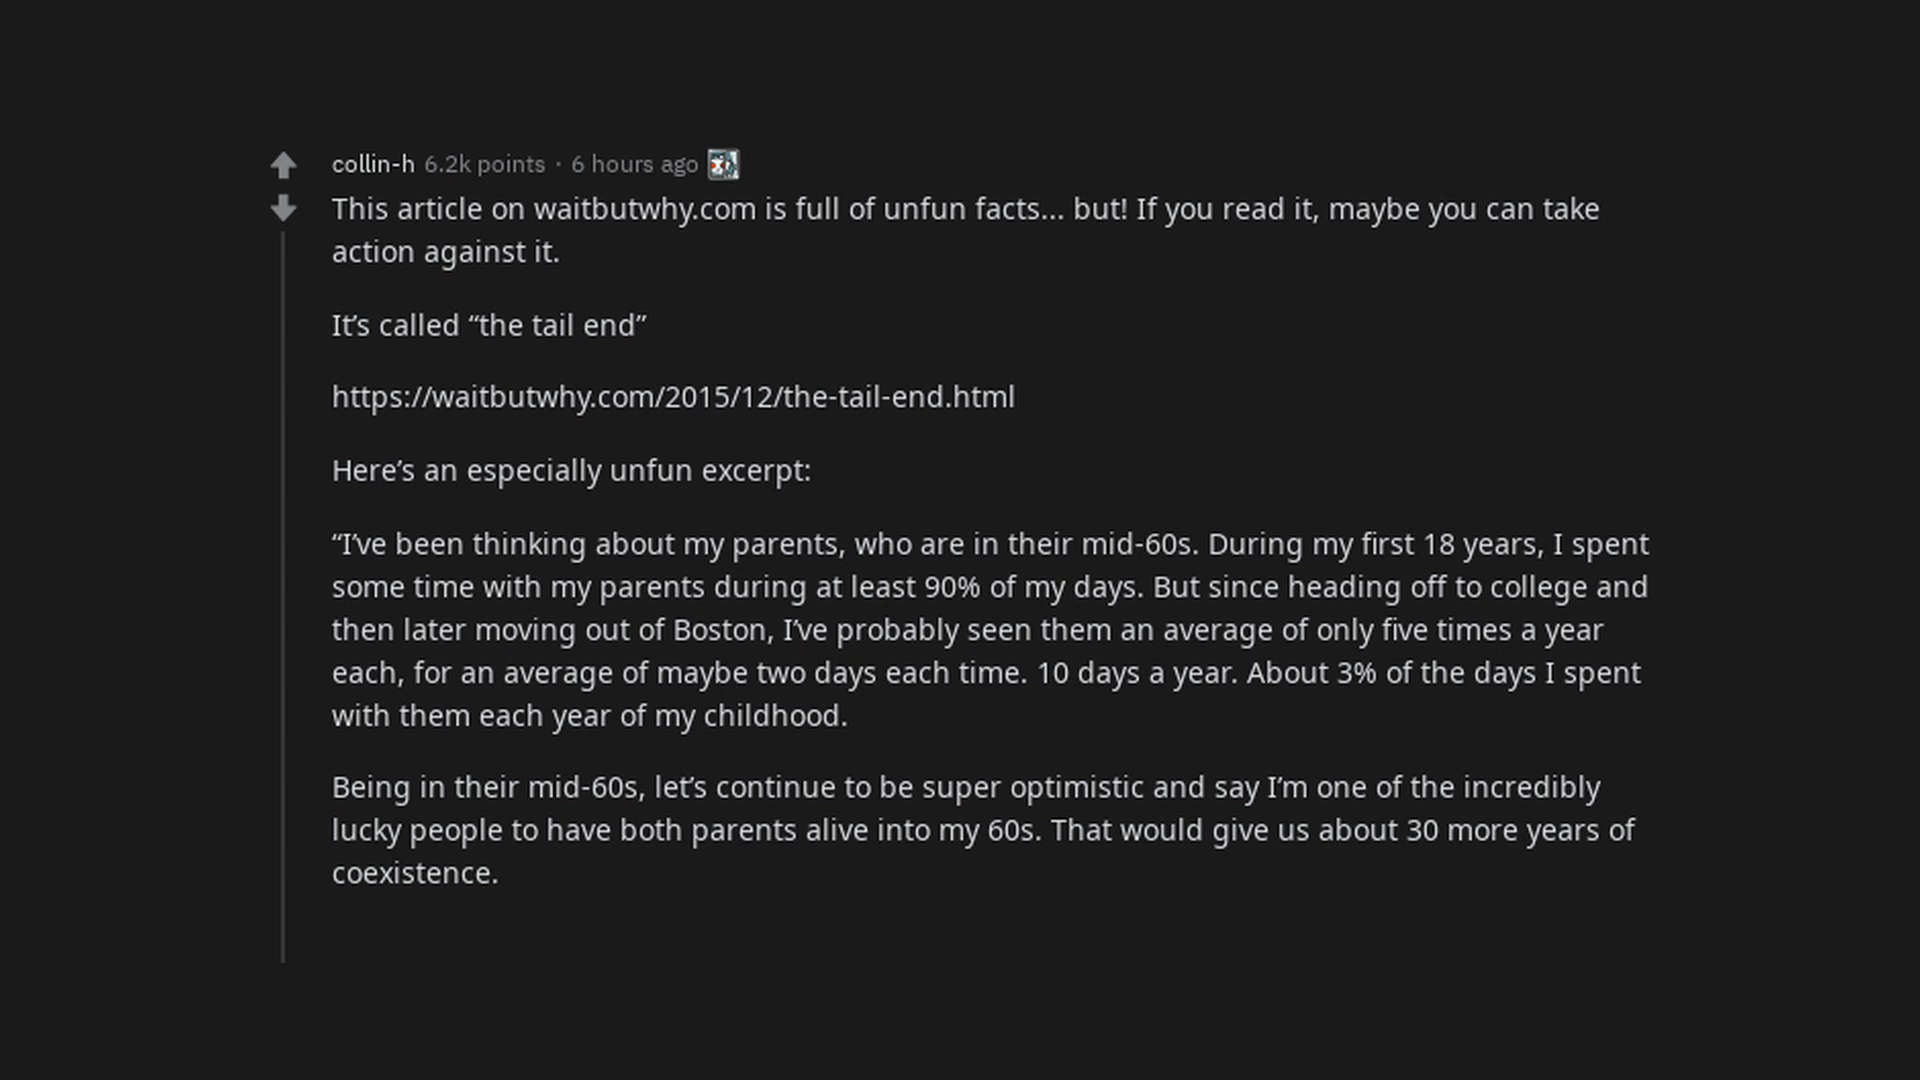 collin-h 6.2k points · 6 hours ago
This article on waitbutwhy.com is full of unfun facts... but! If you read it, maybe you can take
action against it.
It’s called “the tail end”
https://waitbutwhy.com/2015/12/the-tail-end.html
Here’s an especially unfun excerpt:
“I’ve been thinking about my parents, who are in their mid-60s. During my first 18 years, I spent
some time with my parents during at least 90% of my days. But since heading off to college and
then later moving out of Boston, I’ve probably seen them an average of only five times a year
each, for an average of maybe two days each time. 10 days a year. About 3% of the days I spent
with them each year of my childhood.
Being in their mid-60s, let’s continue to be super optimistic and say I’m one of the incredibly
lucky people to have both parents alive into my 60s. That would give us about 30 more years of
coexistence.